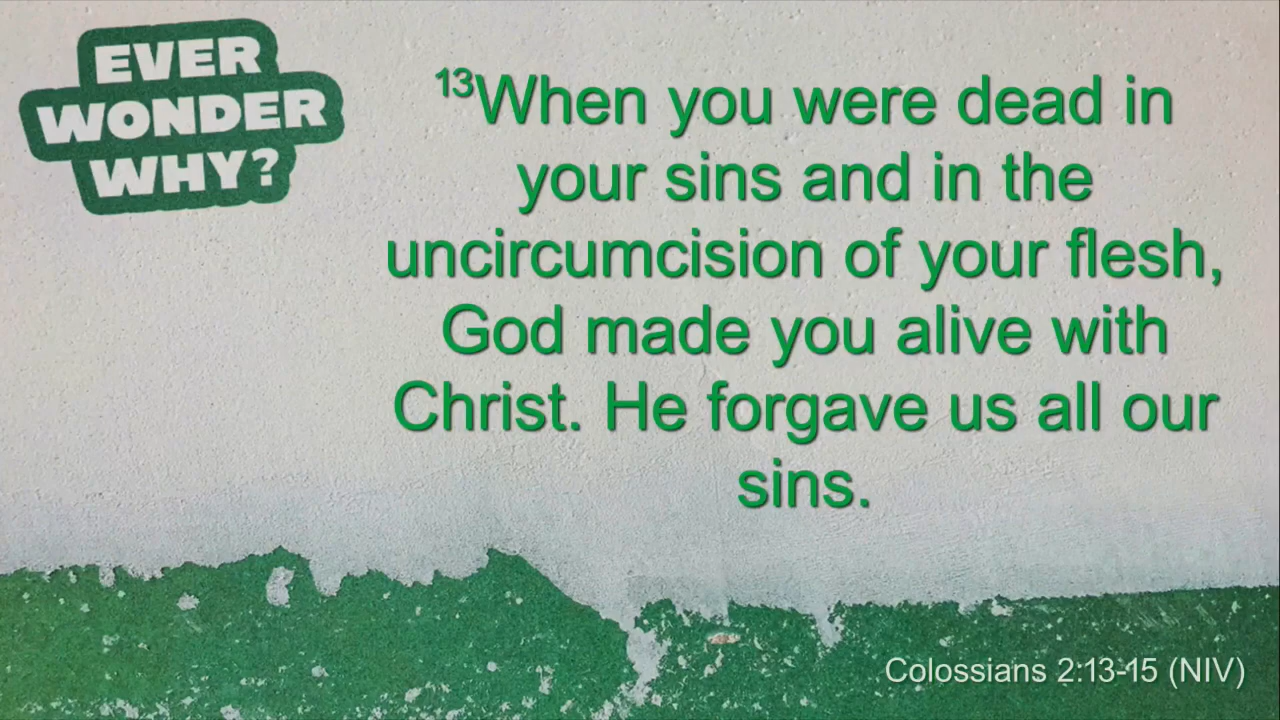 EVER
WONDER
WHY?
¹³When you were dead in
your sins and in the
uncircumcision of your flesh,
God made you alive with
Christ. He forgave us all our
sins.
Colossians 2:13-15 (NIV)